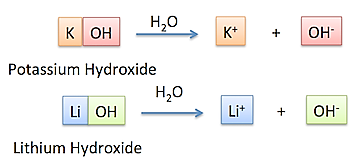 H₂O
K OH K⁺ + OH⁻
Potassium Hydroxide
H₂O
Li OH Li⁺ + OH⁻
Lithium Hydroxide